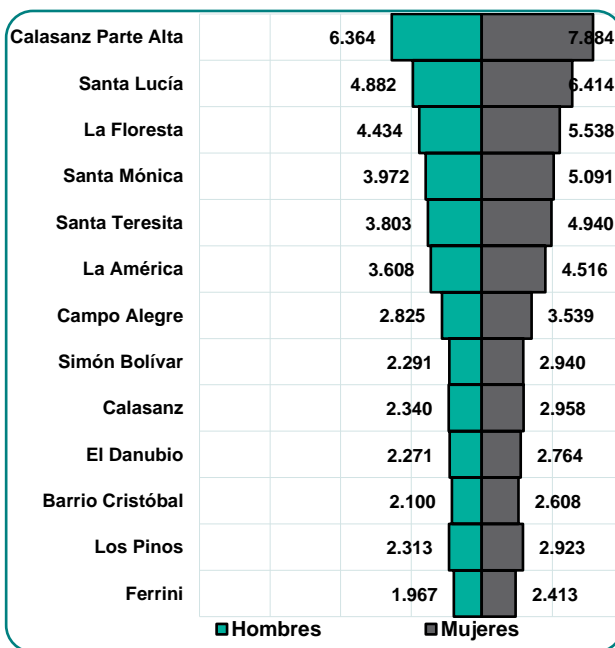 Calasanz Parte Alta 6.364 7.884
Santa Lucía 4.882 6.414
La Floresta 4.434 5.538
Santa Mónica 3.972 5.091
Santa Teresita 3.803 4.940
La América 3.608 4.516
Campo Alegre 2.825 3.539
Simón Bolívar 2.291 2.940
Calasanz 2.340 2.958
El Danubio 2.271 2.764
Barrio Cristóbal 2.100 2.608
Los Pinos 2.313 2.923
Ferrini 1.967 2.413
Hombres Mujeres